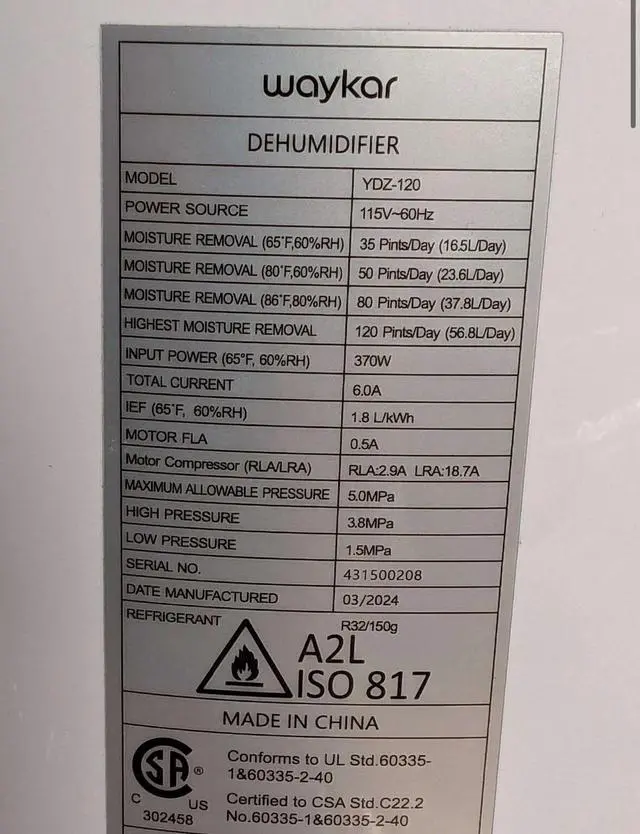 waykar
DEHUMIDIFIER
MODEL YDZ-120
POWER SOURCE 115V~60Hz
MOISTURE REMOVAL (65°F,60%RH) 35 Pints/Day (16.5L/Day)
MOISTURE REMOVAL (80°F,60%RH) 50 Pints/Day (23.6L/Day)
MOISTURE REMOVAL (86°F,80%RH) 80 Pints/Day (37.8L/Day)
HIGHEST MOISTURE REMOVAL 120 Pints/Day (56.8L/Day)
INPUT POWER (65°F, 60%RH) 370W
TOTAL CURRENT 6.0A
IEF (65°F, 60%RH) 1.8 L/kWh
MOTOR FLA 0.5A
Motor Compressor (RLA/LRA) RLA:2.9A LRA:18.7A
MAXIMUM ALLOWABLE PRESSURE 5.0MPa
HIGH PRESSURE 3.8MPa
LOW PRESSURE 1.5MPa
SERIAL NO. 431500208
DATE MANUFACTURED 03/2024
REFRIGERANT R32/150g
A2L
ISO 817
MADE IN CHINA
CSA ®
C US
302458
Conforms to UL Std.60335-
1&60335-2-40
Certified to CSA Std.C22.2
No.60335-1&60335-2-40